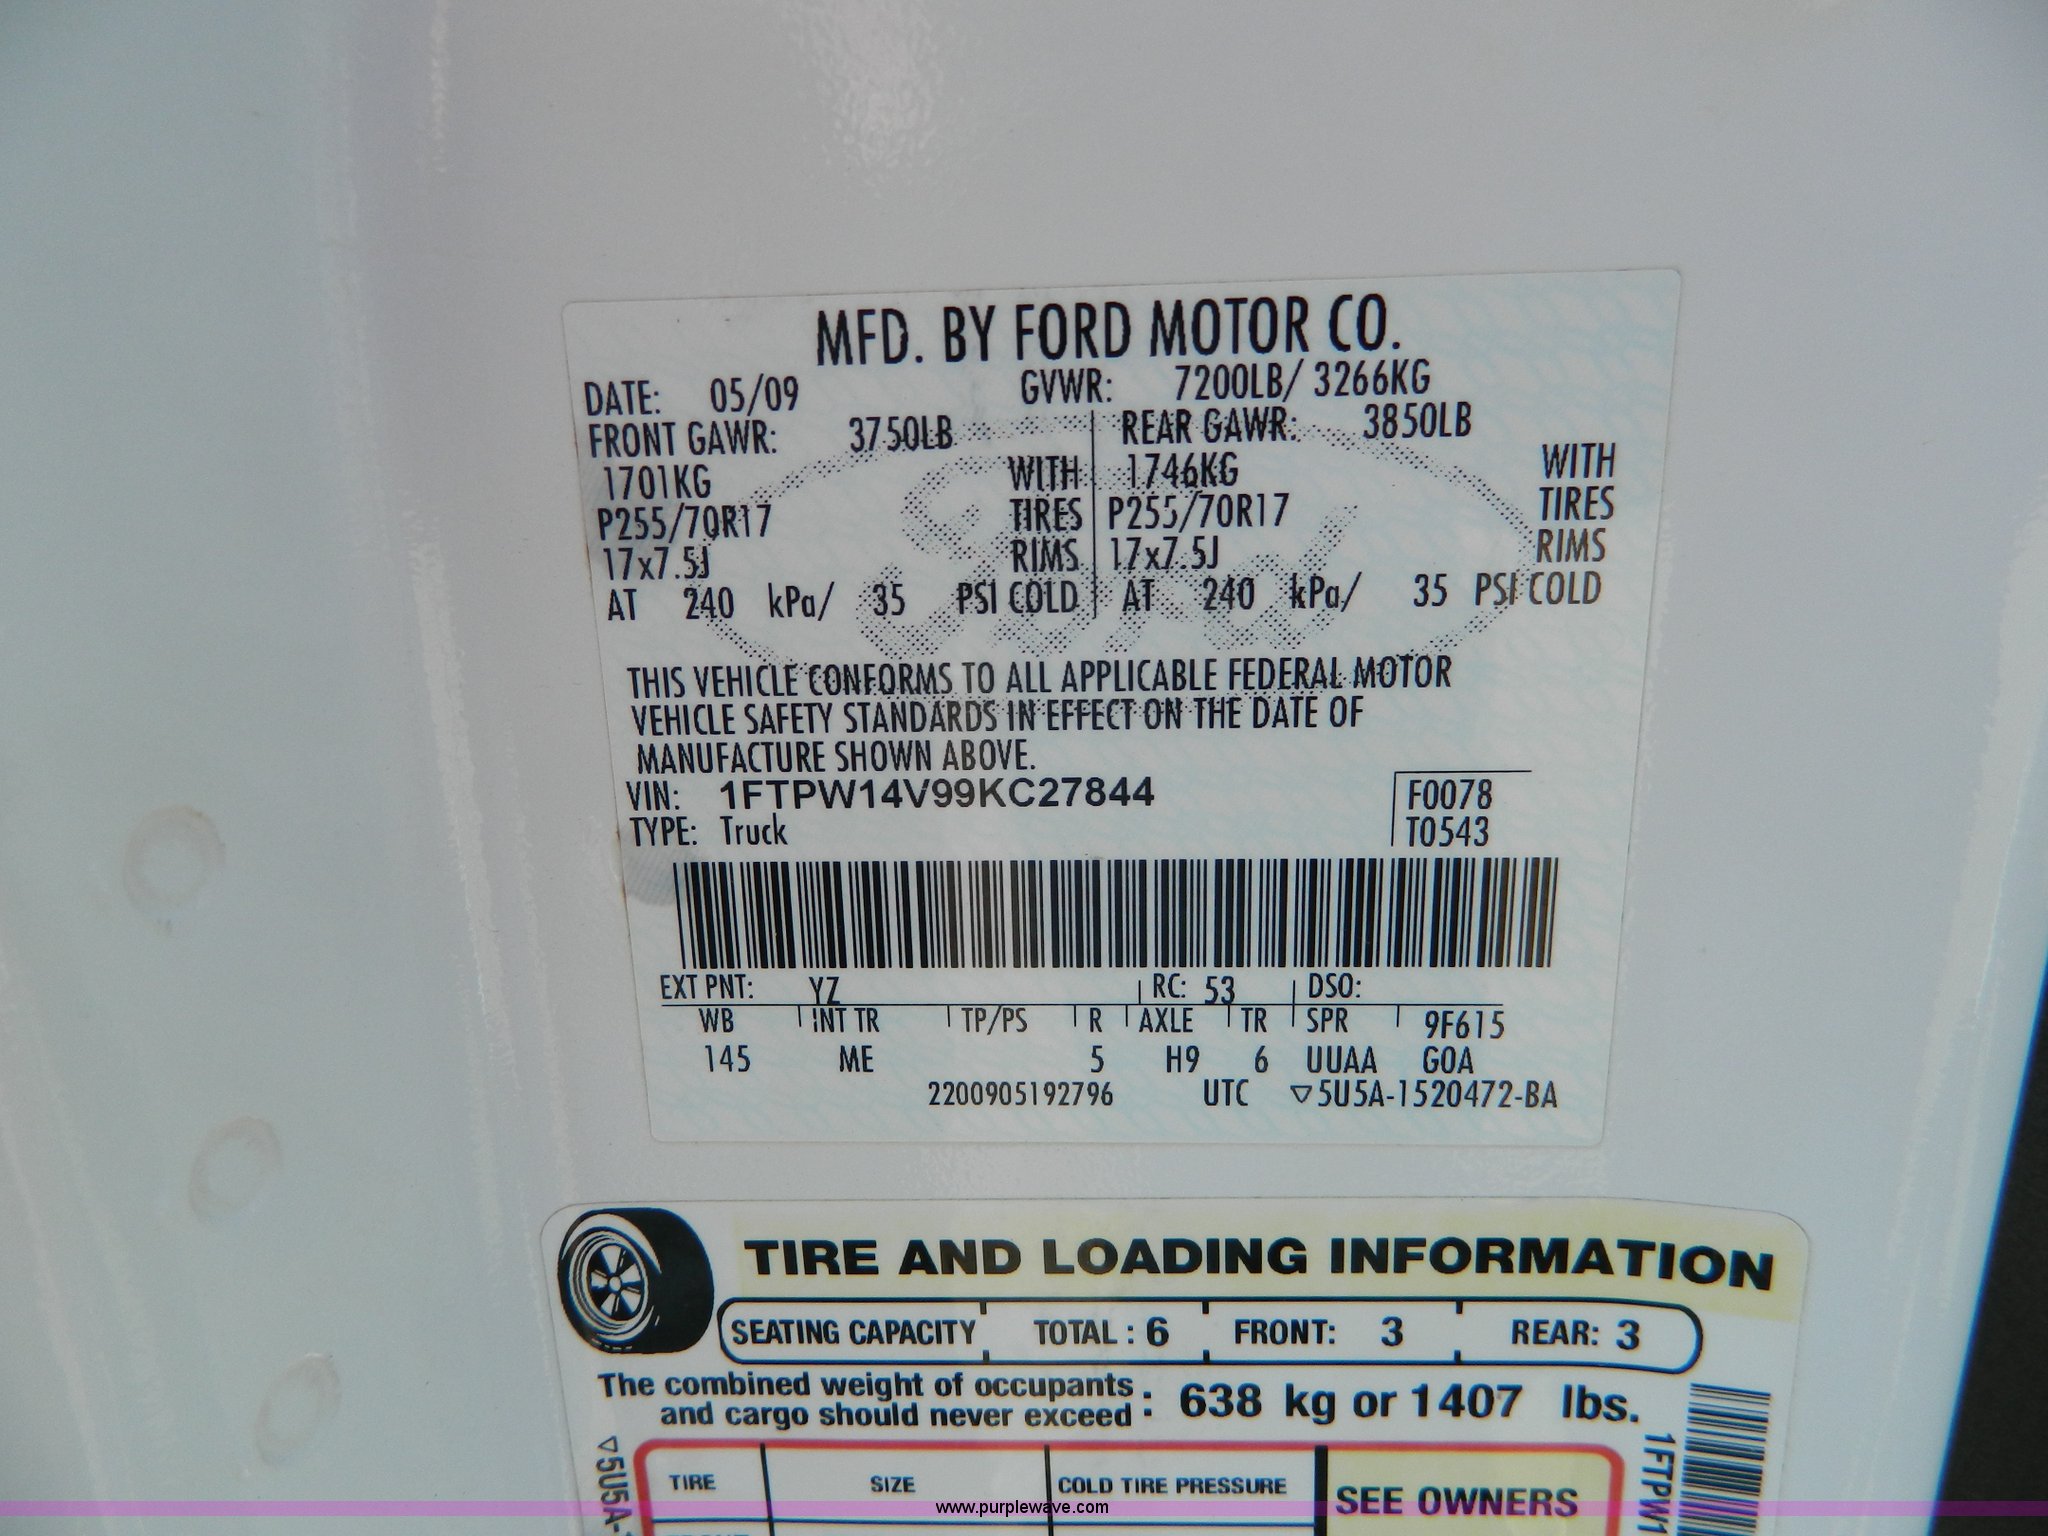 MFD. BY FORD MOTOR CO.
DATE: 05/09 GVWR: 7200LB/ 3266KG
FRONT GAWR: 3750LB REAR GAWR: 3850LB
1701KG WITH 1746KG WITH
P255/70R17 TIRES P255/70R17 TIRES
17x7.5J RIMS 17x7.5J RIMS
AT 240 kPa/ 35 PSI COLD AT 240 kPa/ 35 PSI COLD
Ford
THIS VEHICLE CONFORMS TO ALL APPLICABLE FEDERAL MOTOR
VEHICLE SAFETY STANDARDS IN EFFECT ON THE DATE OF
MANUFACTURE SHOWN ABOVE.
VIN: 1FTPW14V99KC27844 F0078
TYPE: Truck T0543
EXT PNT: YZ RC: 53 DSO:
WB INT TR TP/PS R AXLE TR SPR 9F615
145 ME 5 H9 6 UUAA GOA
2200905192796 UTC ▽5U5A-1520472-BA
TIRE AND LOADING INFORMATION
SEATING CAPACITY TOTAL : 6 FRONT: 3 REAR: 3
The combined weight of occupants
and cargo should never exceed : 638 kg or 1407 lbs.
TIRE SIZE COLD TIRE PRESSURE SEE OWNERS
▽5U5A-
1FTPW1
www.purplewave.com